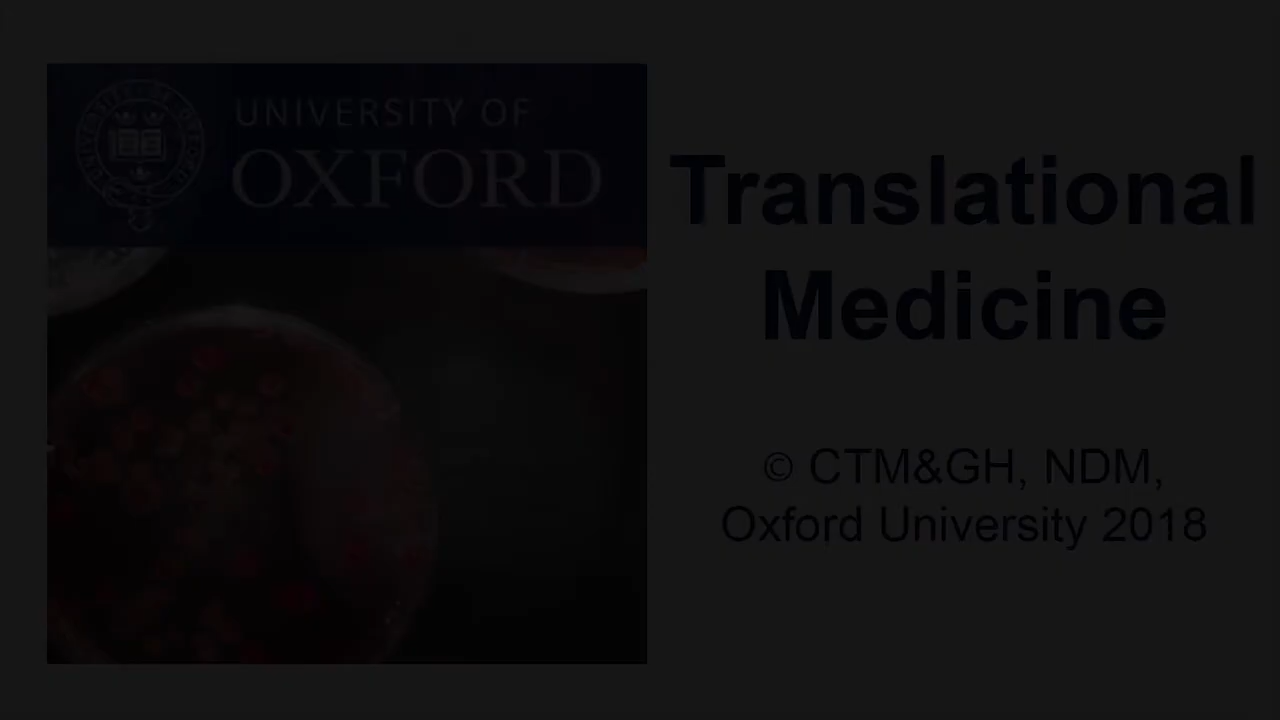 UNIVERSITY OF
OXFORD
Translational
Medicine
© CTM&GH, NDM,
Oxford University 2018